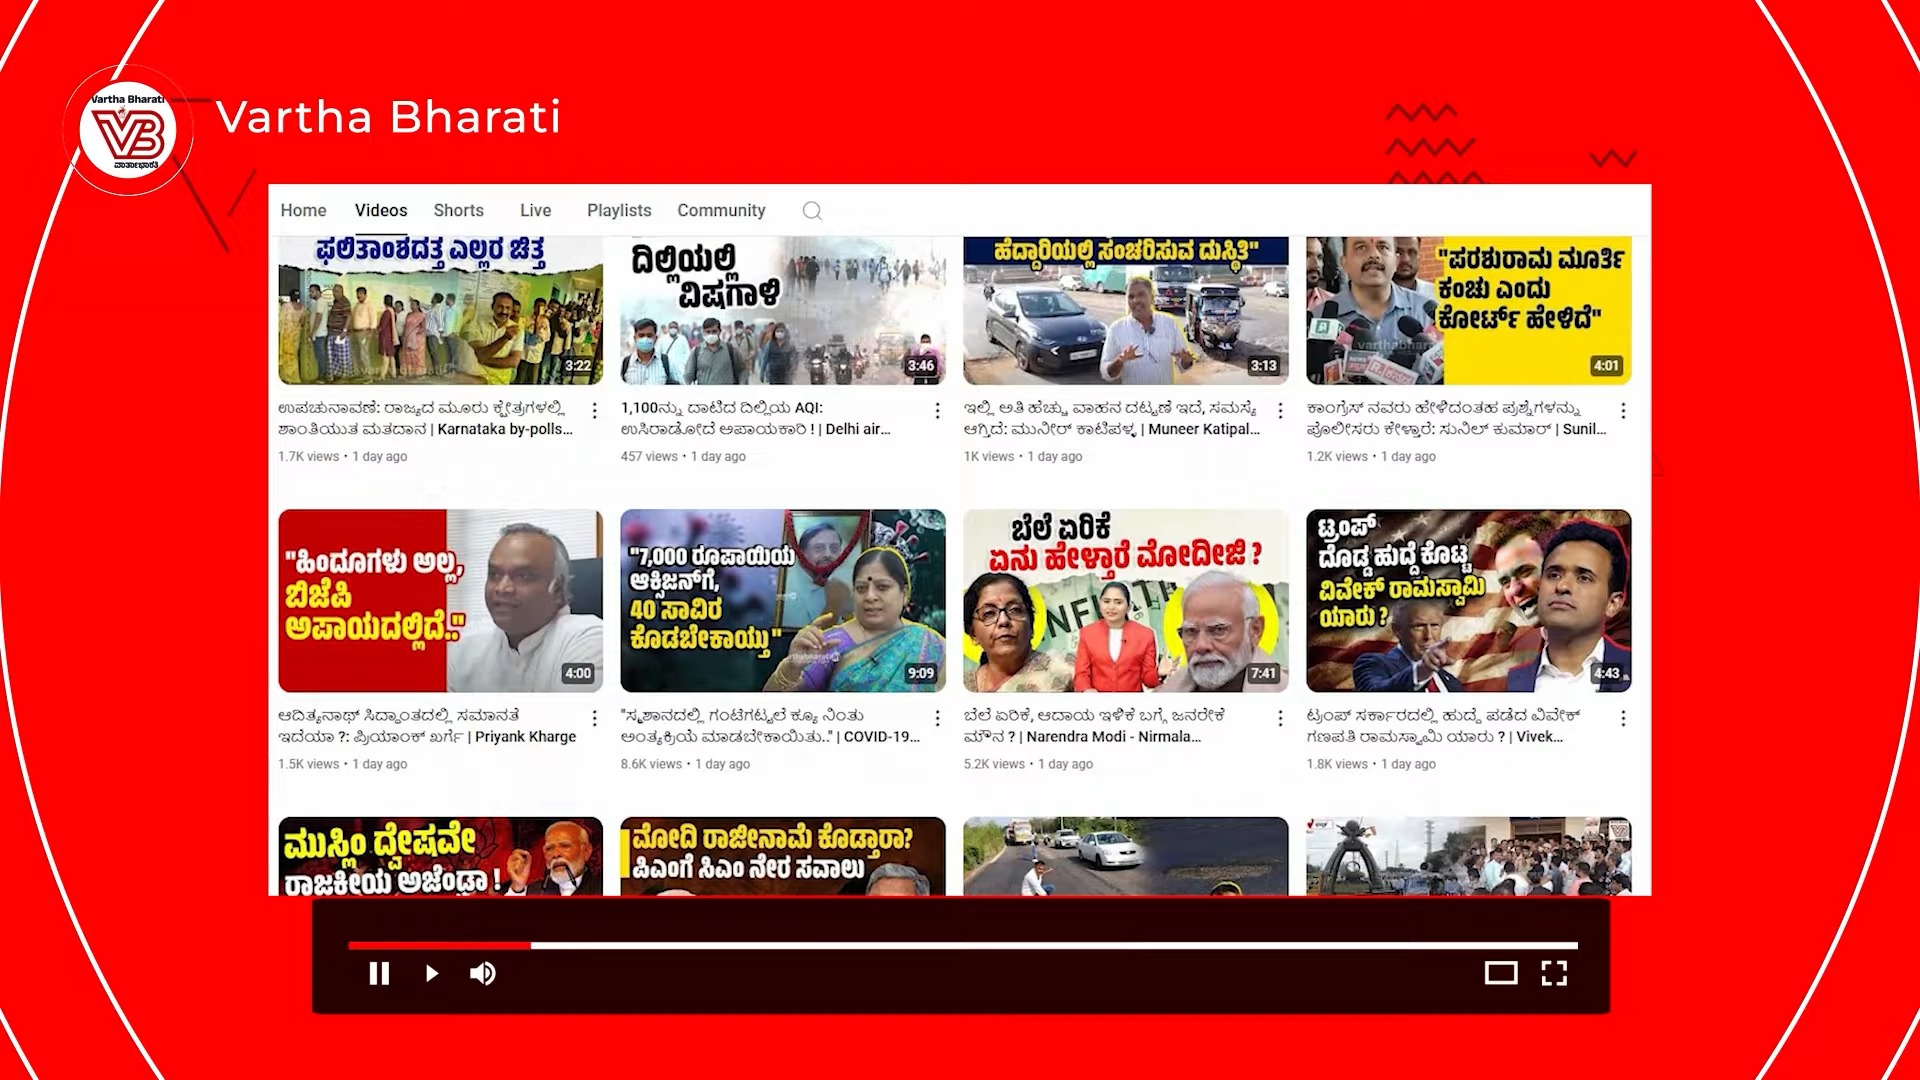 Vartha Bharati
VB
ವಾರ್ತಾಭಾರತಿ
Vartha Bharati
Home Videos Shorts Live Playlists Community
ಫಲಿತಾಂಶದತ್ತ ಎಲ್ಲರ ಚಿತ್ತ
3:22
ದಿಲ್ಲಿಯಲ್ಲಿ
ವಿಷಗಾಳಿ
3:46
ಹೆದ್ದಾರಿಯಲ್ಲಿ ಸಂಚರಿಸುವ ದುಸ್ಥಿತಿ"
3:13
"ಪರಶುರಾಮ ಮೂರ್ತಿ
ಕಂಚು ಎಂದು
ಕೋರ್ಟ್ ಹೇಳಿದೆ"
4:01
ಉಪಚುನಾವಣೆ: ರಾಜ್ಯದ ಮೂರು ಕ್ಷೇತ್ರಗಳಲ್ಲಿ
ಶಾಂತಿಯುತ ಮತದಾನ | Karnataka by-polls...
1.7K views • 1 day ago
1,100ನ್ನು ದಾಟಿದ ದಿಲ್ಲಿಯ AQI:
ಉಸಿರಾಡೋದೆ ಅಪಾಯಕಾರಿ ! | Delhi air...
457 views • 1 day ago
ಇಲ್ಲಿ ಅತಿ ಹೆಚ್ಚು ವಾಹನ ದಟ್ಟಣೆ ಇದೆ, ಸಮಸ್ಯೆ
ಆಗ್ತಿದೆ: ಮುನೀರ್ ಕಾಟಿಪಳ್ಳ | Muneer Katipal...
1K views • 1 day ago
ಕಾಂಗ್ರೆಸ್ ನವರು ಹೇಳಿದಂತಹ ಪ್ರಶ್ನೆಗಳನ್ನು
ಪೊಲೀಸರು ಕೇಳ್ತಾರೆ: ಸುನಿಲ್ ಕುಮಾರ್ | Sunil...
1.2K views • 1 day ago
"ಹಿಂದೂಗಳು ಅಲ್ಲ,
ಬಿಜೆಪಿ
ಅಪಾಯದಲ್ಲಿದೆ.."
4:00
"7,000 ರೂಪಾಯಿಯ
ಆಕ್ಸಿಜನ್‌ಗೆ,
40 ಸಾವಿರ
ಕೊಡಬೇಕಾಯ್ತು"
9:09
ಬೆಲೆ ಏರಿಕೆ
ಏನು ಹೇಳ್ತಾರೆ ಮೋದೀಜಿ ?
7:41
ಟ್ರಂಪ್
ದೊಡ್ಡ ಹುದ್ದೆ ಕೊಟ್ಟ
ವಿವೇಕ್ ರಾಮಸ್ವಾಮಿ
ಯಾರು ?
4:43
ಆದಿತ್ಯನಾಥ್ ಸಿದ್ಧಾಂತದಲ್ಲಿ ಸಮಾನತೆ
ಇದೆಯಾ ?: ಪ್ರಿಯಾಂಕ್ ಖರ್ಗೆ | Priyank Kharge
1.5K views • 1 day ago
"ಸ್ಮಶಾನದಲ್ಲಿ ಗಂಟೆಗಟ್ಟಲೆ ಕ್ಯೂ ನಿಂತು
ಅಂತ್ಯಕ್ರಿಯೆ ಮಾಡಬೇಕಾಯಿತು.." | COVID-19...
8.6K views • 1 day ago
ಬೆಲೆ ಏರಿಕೆ, ಆದಾಯ ಇಳಿಕೆ ಬಗ್ಗೆ ಜನರೇಕೆ
ಮೌನ ? | Narendra Modi - Nirmala...
5.2K views • 1 day ago
ಟ್ರಂಪ್ ಸರ್ಕಾರದಲ್ಲಿ ಹುದ್ದೆ ಪಡೆದ ವಿವೇಕ್
ಗಣಪತಿ ರಾಮಸ್ವಾಮಿ ಯಾರು ? | Vivek...
1.8K views • 1 day ago
ಮುಸ್ಲಿಂ ದ್ವೇಷವೇ
ರಾಜಕೀಯ ಅಜೆಂಡಾ !
ಮೋದಿ ರಾಜೀನಾಮೆ ಕೊಡ್ತಾರಾ?
ಪಿಎಂಗೆ ಸಿಎಂ ನೇರ ಸವಾಲು